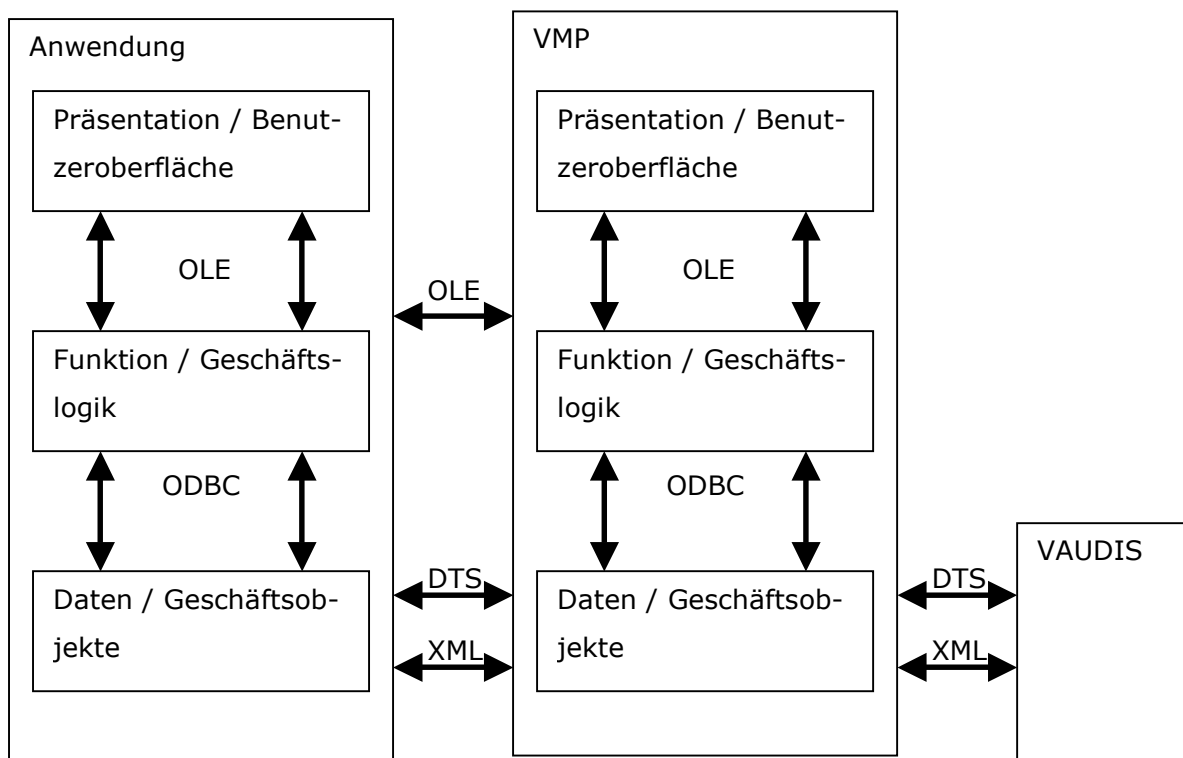 Anwendung
Präsentation / Benut-
zeroberfläche
OLE
Funktion / Geschäfts-
logik
ODBC
Daten / Geschäftsob-
jekte
OLE
DTS
XML
VMP
Präsentation / Benut-
zeroberfläche
OLE
Funktion / Geschäfts-
logik
ODBC
Daten / Geschäftsob-
jekte
DTS
XML
VAUDIS